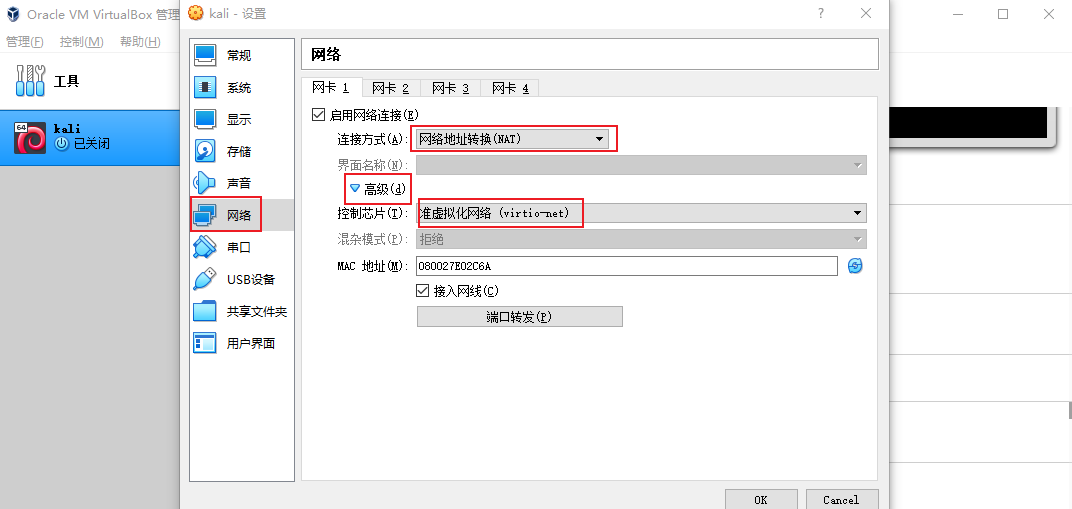 Oracle VM VirtualBox 管理
kali - 设置
管理(F) 控制(M) 帮助(H)
工具
64
kali
已关闭
常规
系统
显示
存储
声音
网络
串口
USB设备
共享文件夹
用户界面
网络
网卡 1 网卡 2 网卡 3 网卡 4
启用网络连接(E)
连接方式(A): 网络地址转换(NAT)
界面名称(N):
高级(d)
控制芯片(T): 准虚拟化网络 (virtio-net)
混杂模式(P): 拒绝
MAC 地址(M): 080027E02C6A
接入网线(C)
端口转发(P)
OK Cancel